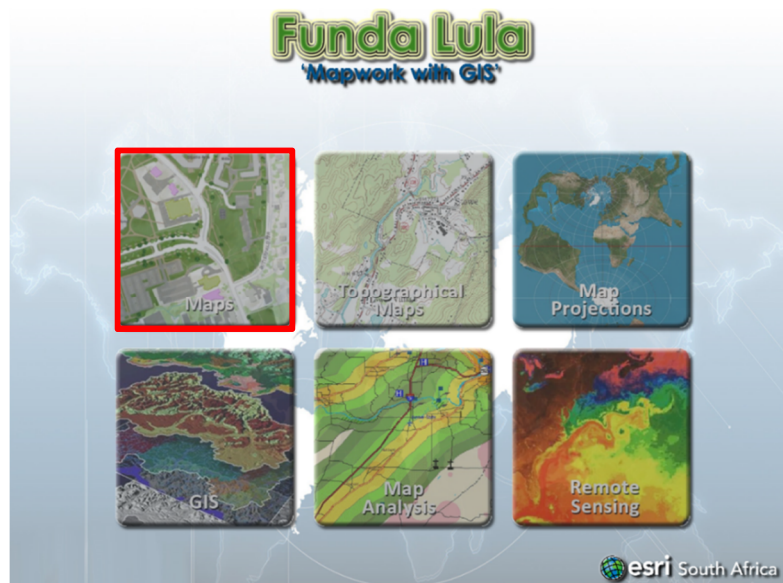 Funda Lula
'Mapwork with GIS'
Maps
Topographical
Maps
Map
Projections
GIS
Map
Analysis
Remote
Sensing
esri South Africa